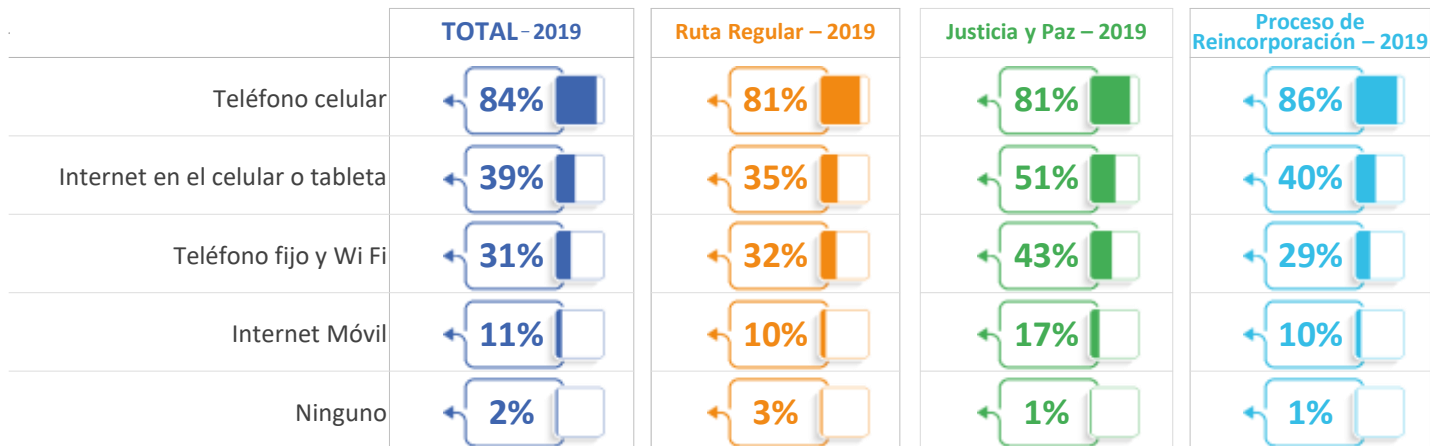 TOTAL – 2019
Ruta Regular – 2019
Justicia y Paz – 2019
Proceso de
Reincorporación – 2019
Teléfono celular 84% 81% 81% 86%
Internet en el celular o tableta 39% 35% 51% 40%
Teléfono fijo y Wi Fi 31% 32% 43% 29%
Internet Móvil 11% 10% 17% 10%
Ninguno 2% 3% 1% 1%